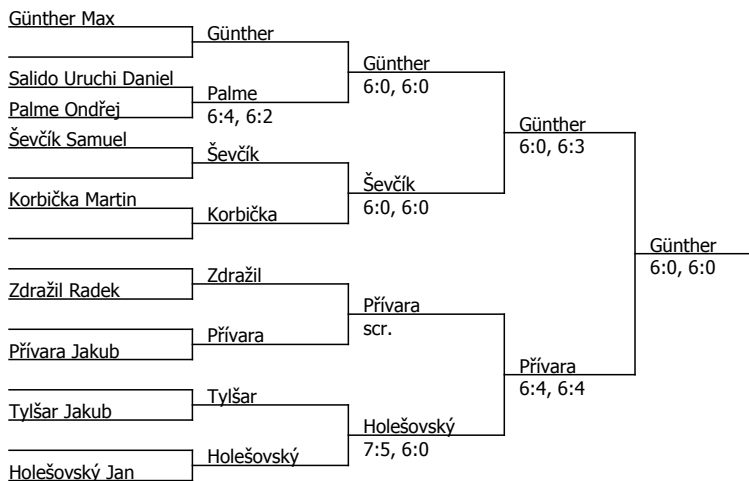 Günther Max
Salido Uruchi Daniel
Palme Ondřej
Ševčík Samuel
Korbička Martin
Zdražil Radek
Přívara Jakub
Tylšar Jakub
Holešovský Jan
Günther
Palme
6:4, 6:2
Ševčík
Korbička
Zdražil
Přívara
Tylšar
Holešovský
Günther
6:0, 6:0
Ševčík
6:0, 6:0
Přívara
scr.
Holešovský
7:5, 6:0
Günther
6:0, 6:3
Přívara
6:4, 6:4
Günther
6:0, 6:0